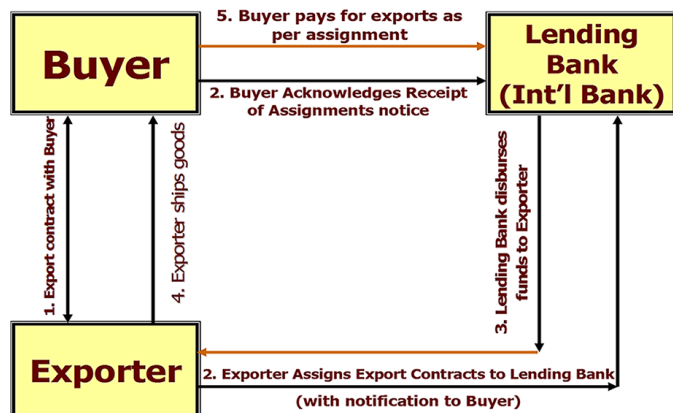 5. Buyer pays for exports as
per assignment
Buyer
Lending
Bank
(Int'l Bank)
2. Buyer Acknowledges Receipt
of Assignments notice
1. Export contract with Buyer
4. Exporter ships goods
3. Lending Bank disburses
funds to Exporter
Exporter
2. Exporter Assigns Export Contracts to Lending Bank
(with notification to Buyer)